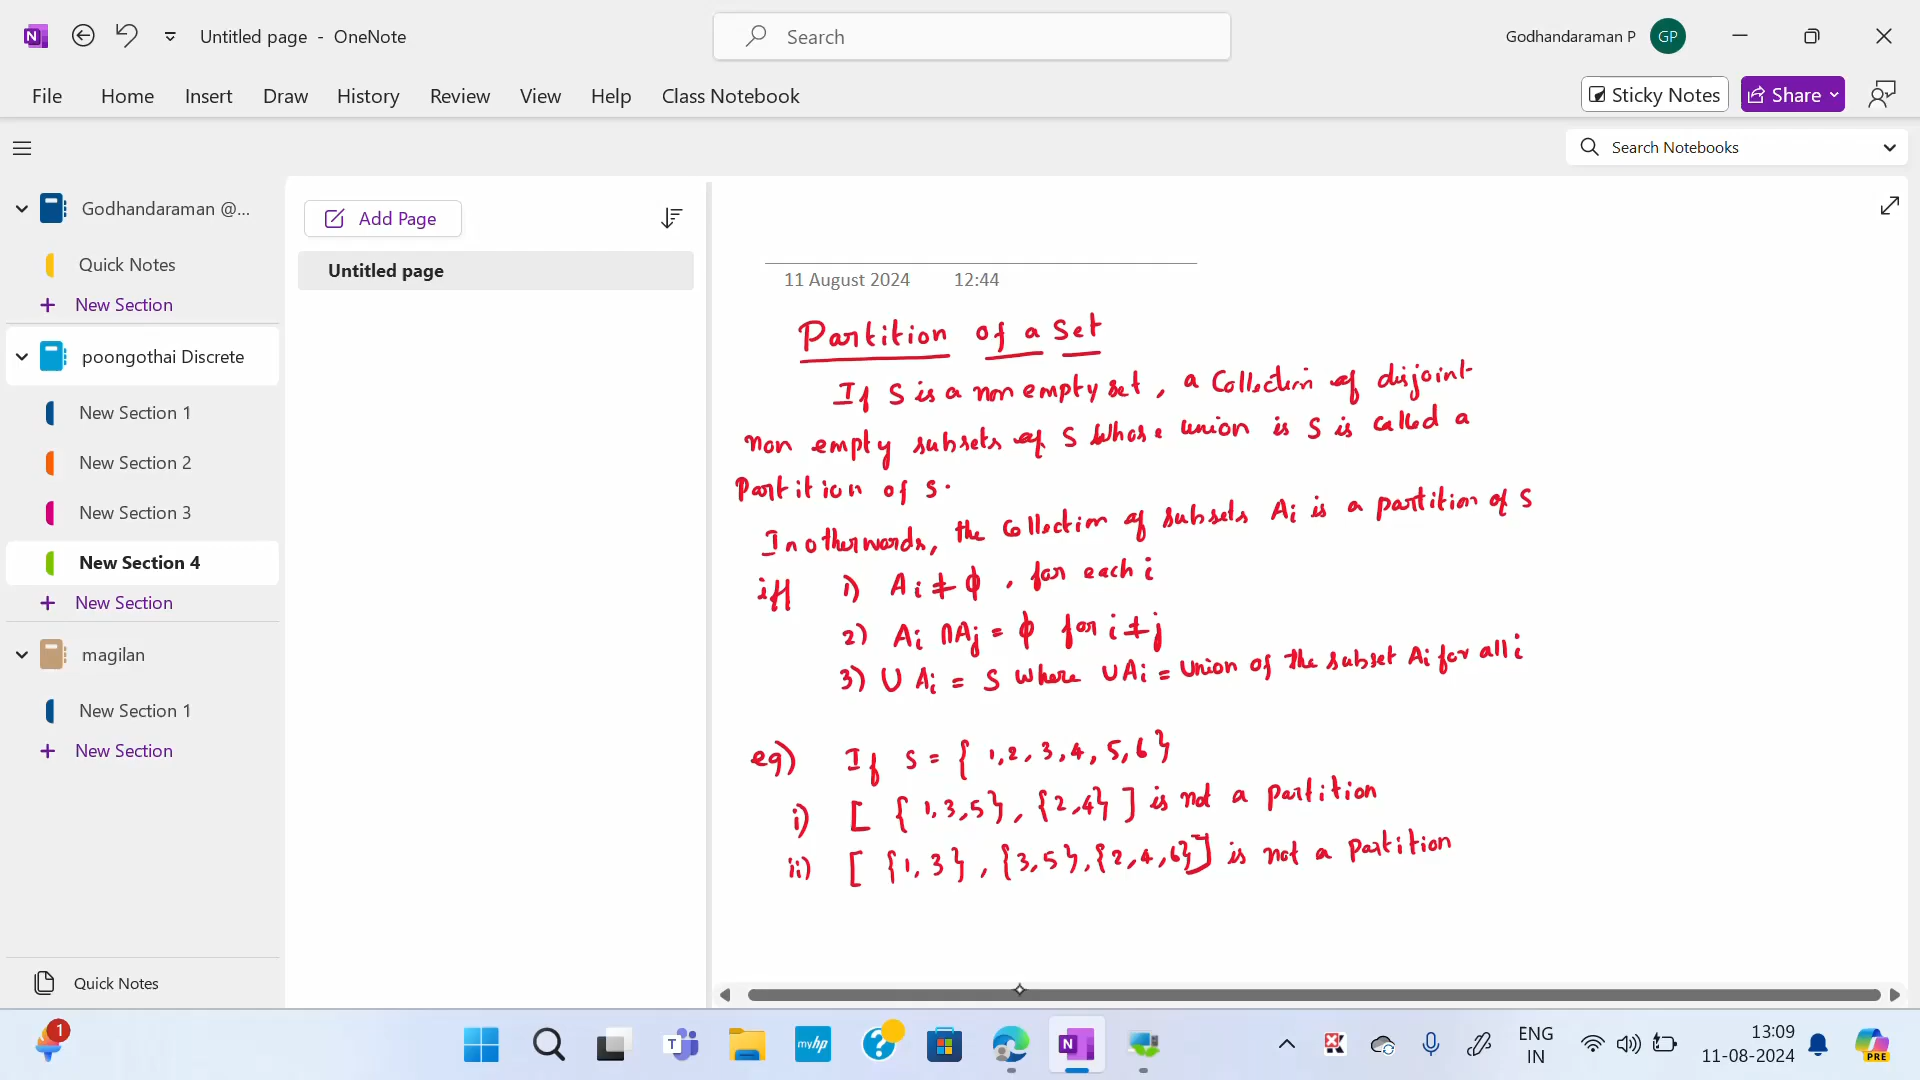 Untitled page - OneNote
Search
Godhandaraman P
GP
File Home Insert Draw History Review View Help Class Notebook
Sticky Notes
Share
Search Notebooks
Godhandaraman @...
Quick Notes
New Section
poongothai Discrete
New Section 1
New Section 2
New Section 3
New Section 4
New Section
magilan
New Section 1
New Section
Quick Notes
Add Page
Untitled page
11 August 2024 12:44
Partition of a Set
If S is a non empty set, a Collection of disjoint
non empty subsets of S whose union is S is called a
Partition of S.
In otherwords, the collection of subsets Ai is a partition of S
iff 1) Ai ≠ ϕ, for each i
2) Ai ∩ Aj = ϕ for i ≠ j
3) ∪ Ai = S where ∪Ai = union of the subset Ai for all i
eg) If S = { 1,2,3,4,5,6}
i) [ {1,3,5}, {2,4} ] is not a partition
ii) [ {1,3}, {3,5}, {2,4,6}] is not a Partition
1
T
myhp
?
N
ENG
IN
13:09
11-08-2024
PRE